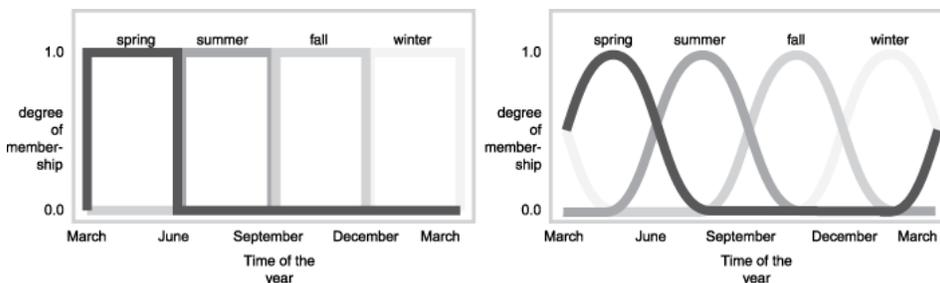 spring summer fall winter
1.0
degree
of
member-
ship
0.0
March June September December March
Time of the
year
spring summer fall winter
1.0
degree
of
member-
ship
0.0
March June September December March
Time of the
year